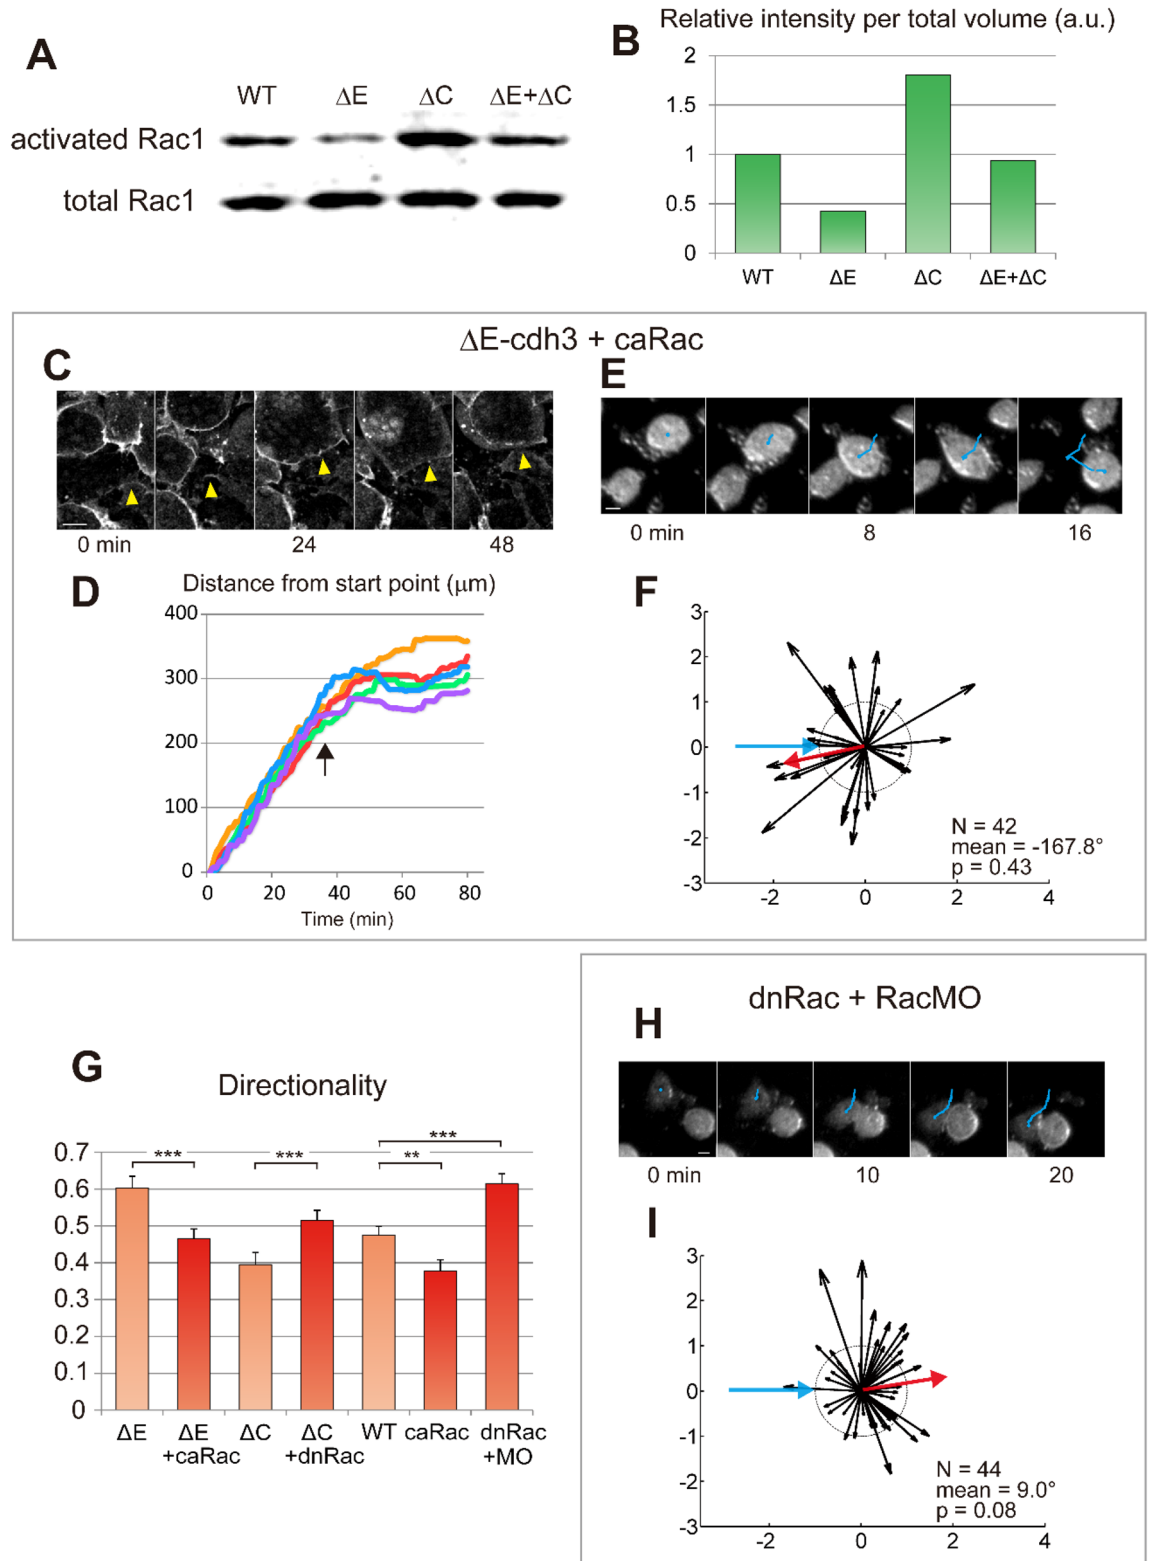 A
WT ΔE ΔC ΔE+ΔC
activated Rac1
total Rac1
B
Relative intensity per total volume (a.u.)
2
1.5
1
0.5
0
WT ΔE ΔC ΔE+ΔC
ΔE-cdh3 + caRac
C
0 min 24 48
E
0 min 8 16
D
Distance from start point (μm)
400
300
200
100
0
0 20 40 60 80
Time (min)
F
3
2
1
0
-1
-2
-3
-2 0 2 4
N = 42
mean = -167.8°
p = 0.43
G
Directionality
*** *** *** **
0.7
0.6
0.5
0.4
0.3
0.2
0.1
0
ΔE ΔE ΔC ΔC WT caRac dnRac
+caRac +dnRac +MO
dnRac + RacMO
H
0 min 10 20
I
3
2
1
0
-1
-2
-3
-2 0 2 4
N = 44
mean = 9.0°
p = 0.08